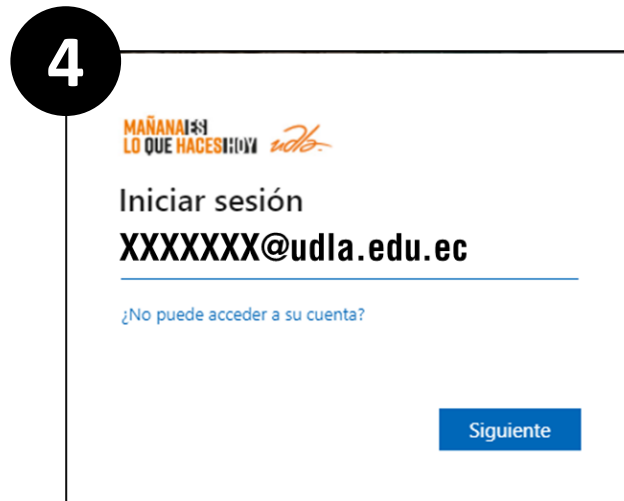 4
MAÑANA ES
LO QUE HACES HOY udla-
Iniciar sesión
XXXXXXX@udla.edu.ec
¿No puede acceder a su cuenta?
Siguiente